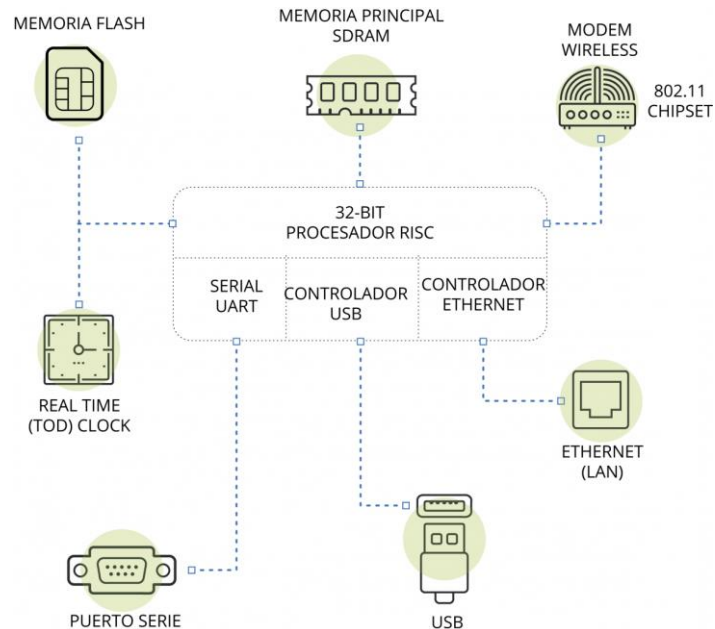 MEMORIA FLASH
MEMORIA PRINCIPAL
SDRAM
MODEM
WIRELESS
802.11
CHIPSET
32-BIT
PROCESADOR RISC
SERIAL
UART
CONTROLADOR
USB
CONTROLADOR
ETHERNET
REAL TIME
(TOD) CLOCK
ETHERNET
(LAN)
PUERTO SERIE
USB